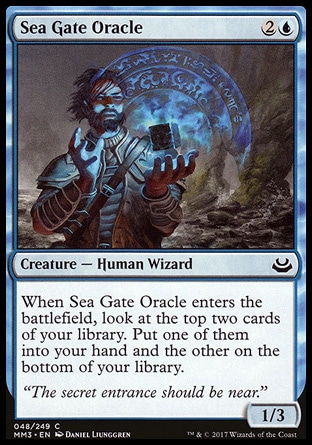 Sea Gate Oracle 2
Creature — Human Wizard
When Sea Gate Oracle enters the
battlefield, look at the top two cards
of your library. Put one of them
into your hand and the other on the
bottom of your library.
“The secret entrance should be near.”
1/3
048/249 C
MM3 • EN DANIEL LJUNGGREN
™ & © 2017 Wizards of the Coast